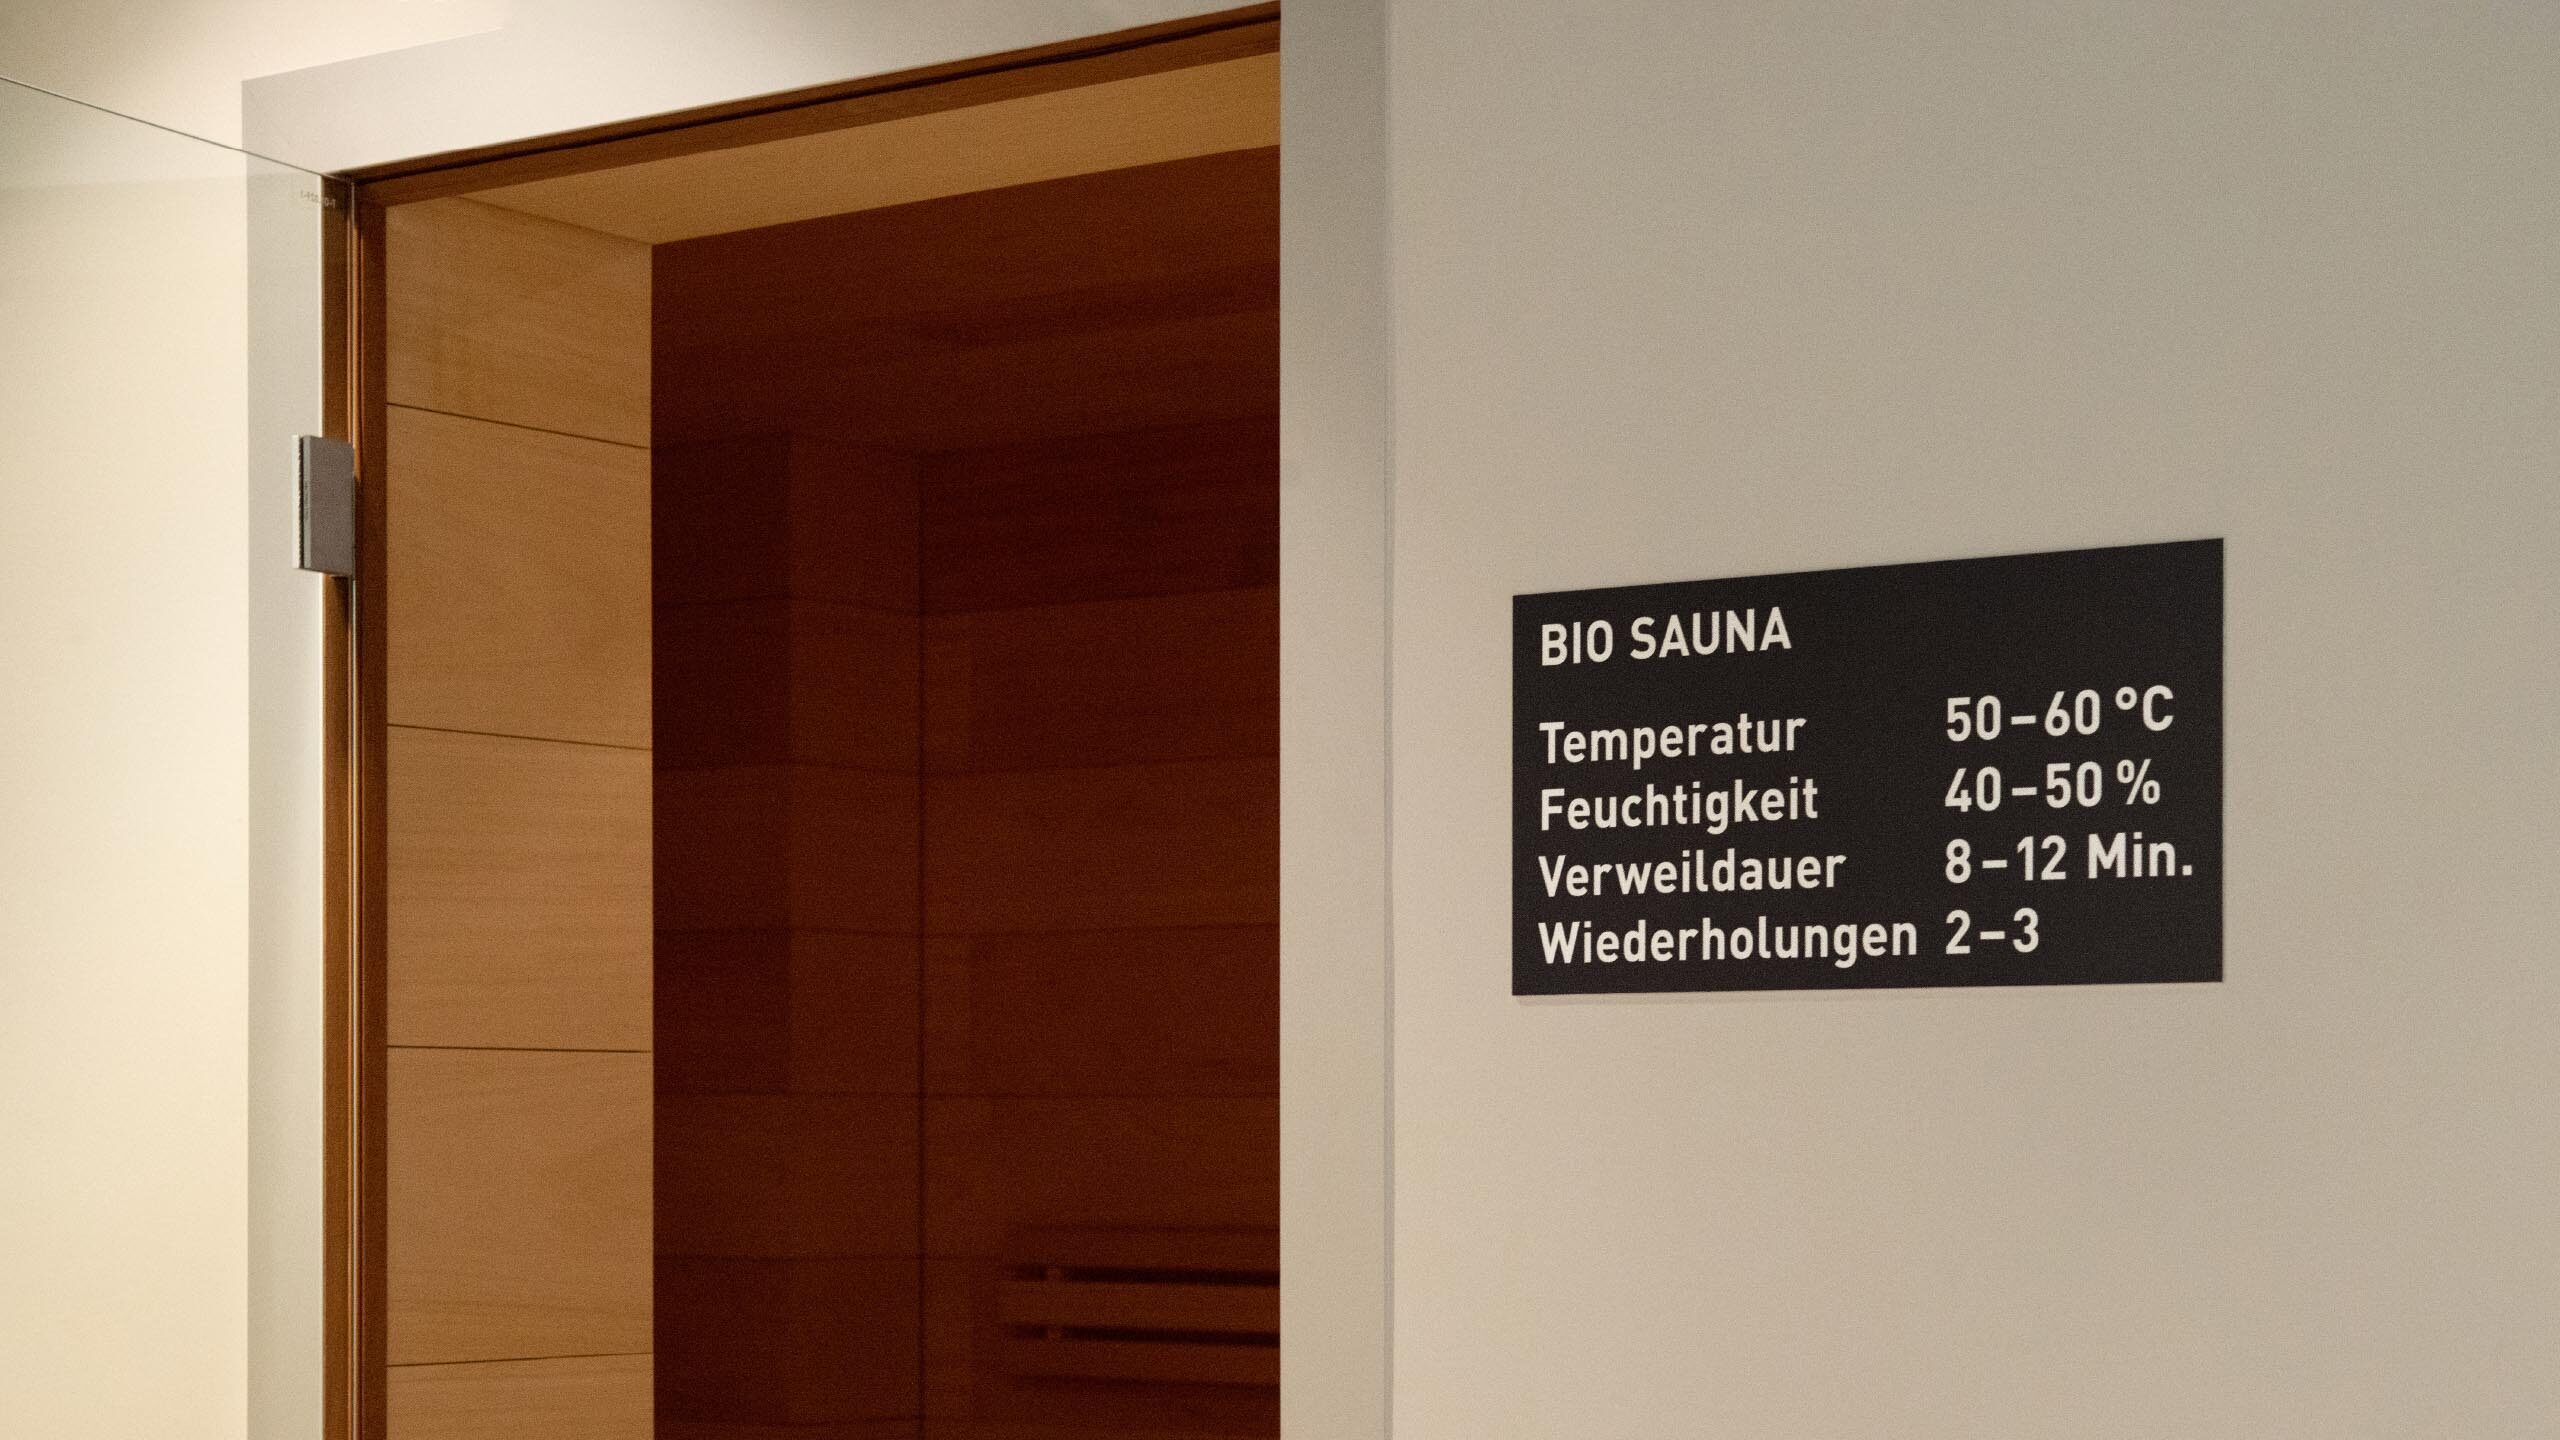 BIO SAUNA
Temperatur 50–60 °C
Feuchtigkeit 40–50 %
Verweildauer 8–12 Min.
Wiederholungen 2–3